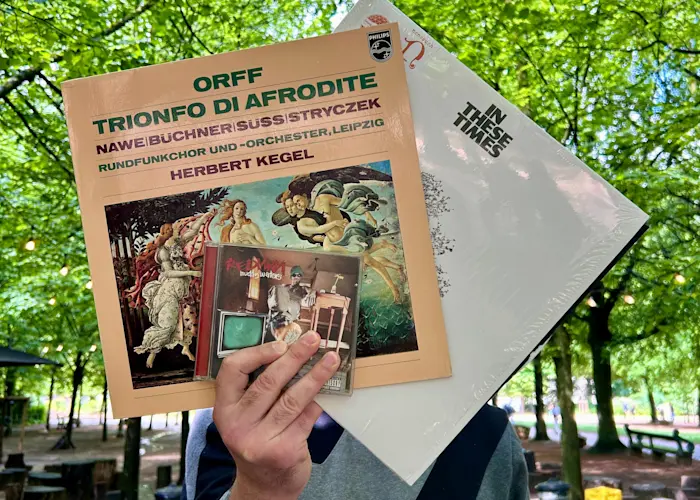 PHILIPS
ORFF
TRIONFO DI AFRODITE
NAWE|BÜCHNER|SÜSS|STRYCZEK
RUNDFUNKCHOR UND -ORCHESTER, LEIPZIG
HERBERT KEGEL
IN
THESE
TIMES